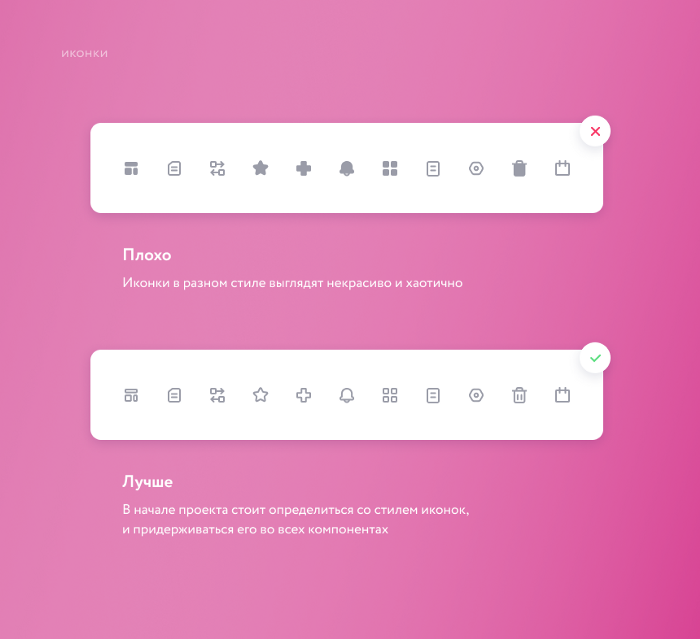 ИКОНКИ
Плохо
Иконки в разном стиле выглядят некрасиво и хаотично
Лучше
В начале проекта стоит определиться со стилем иконок,
и придерживаться его во всех компонентах